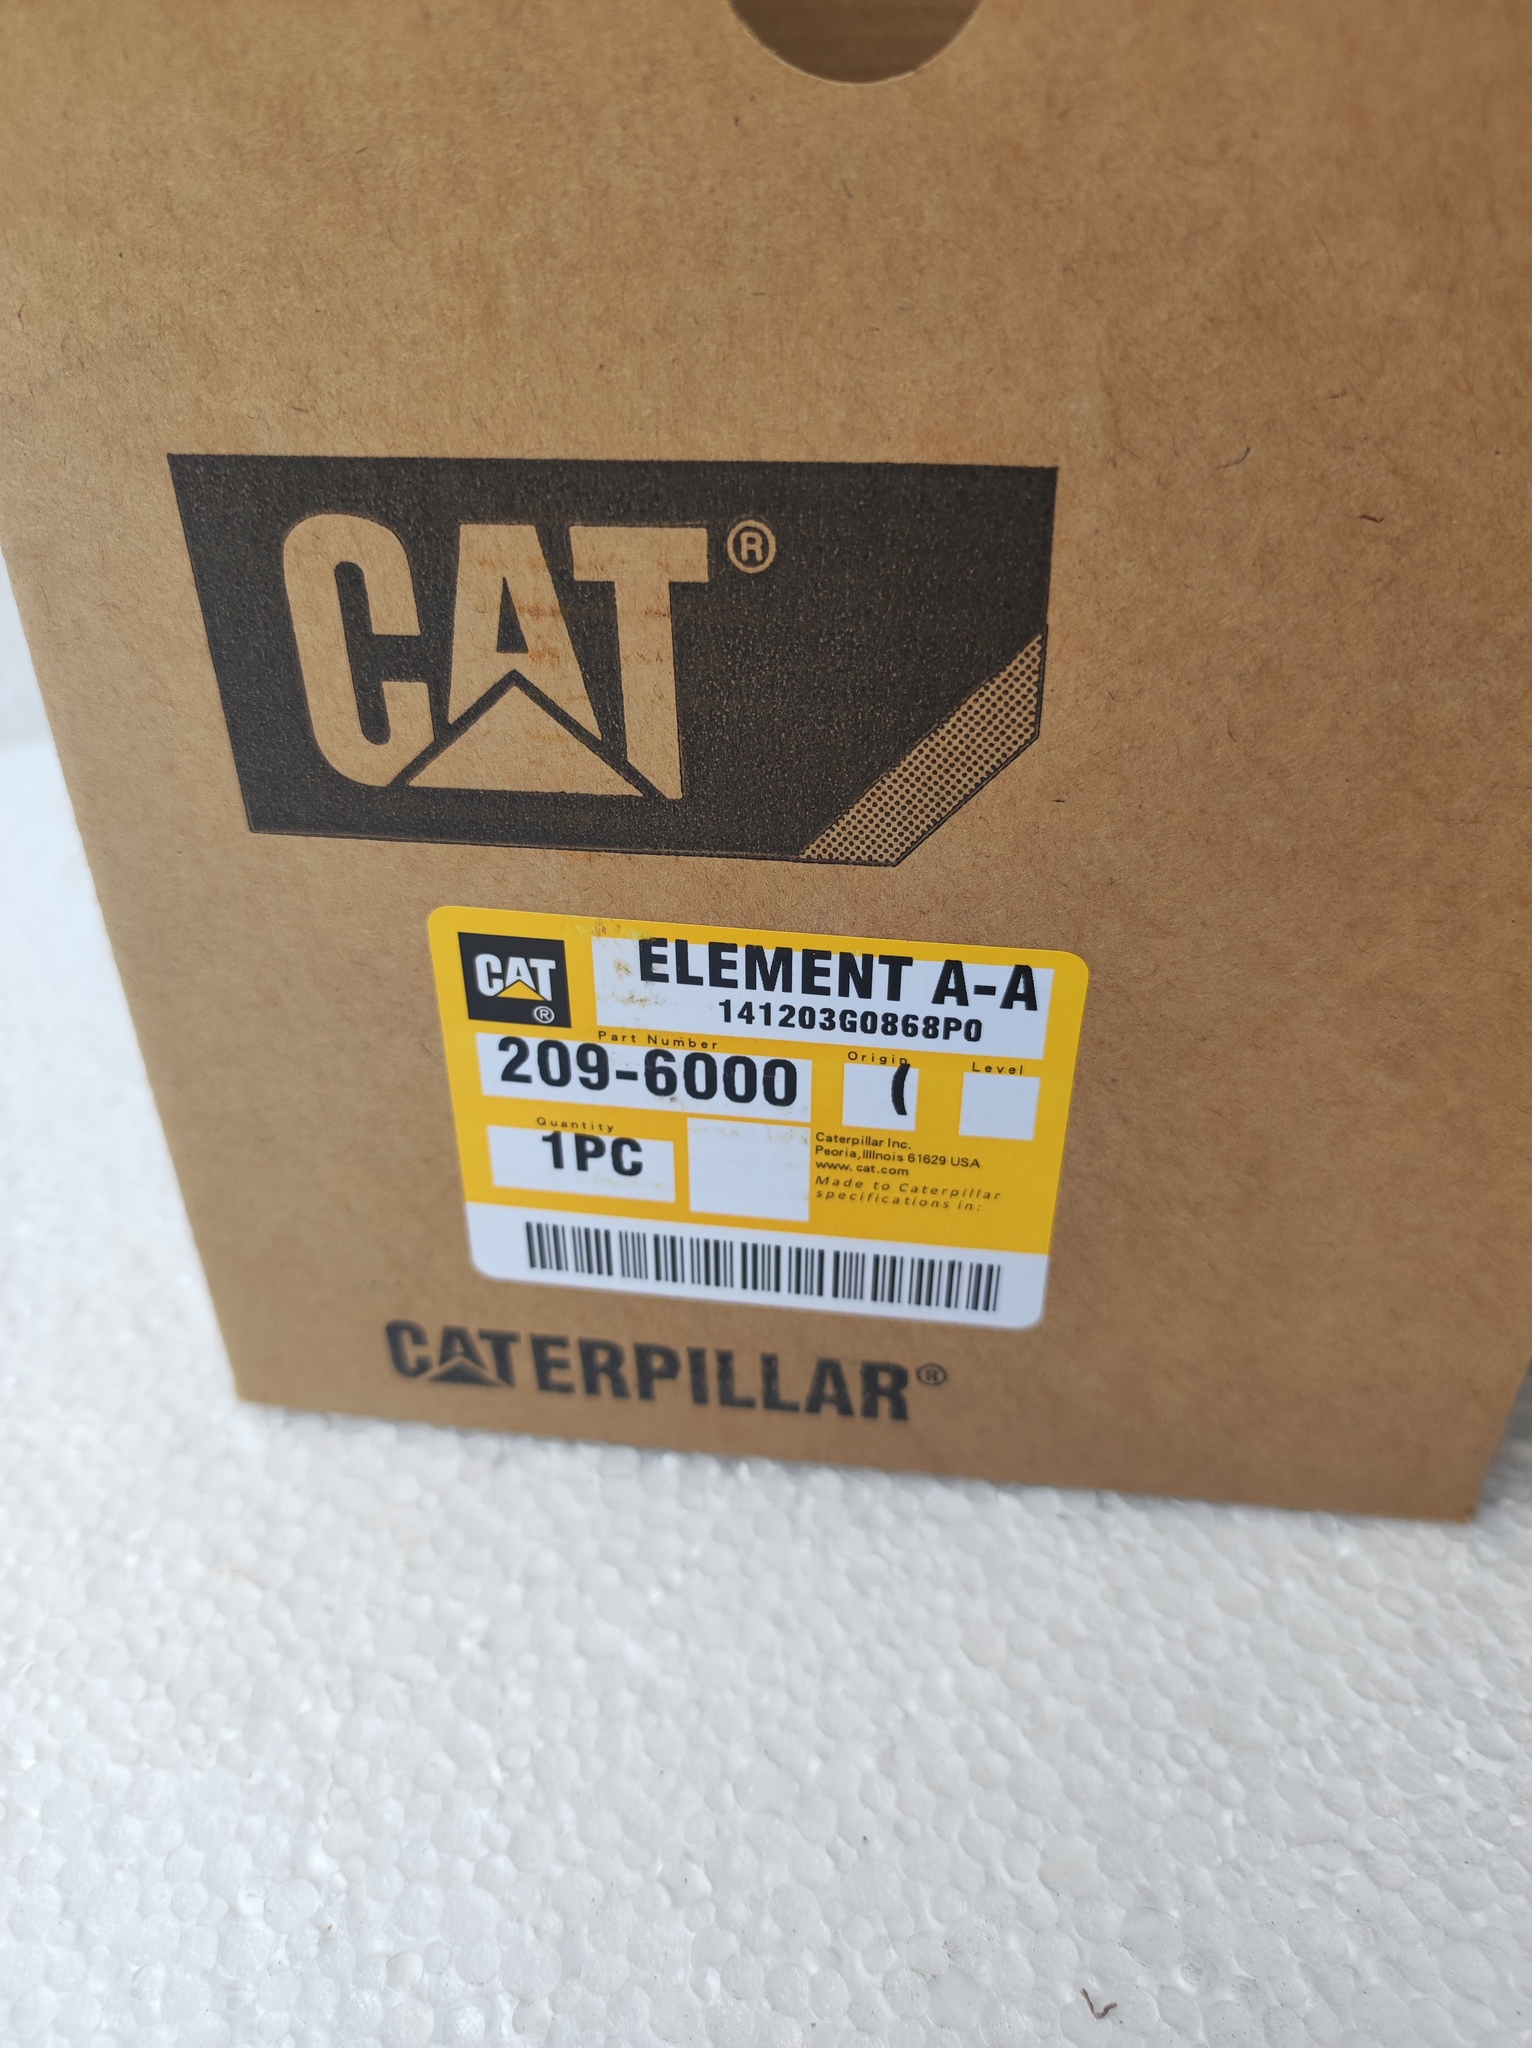 CAT®
CAT®
ELEMENT A-A
141203G0868P0
Part Number
209-6000
Origin
(
Level
Quantity
1PC
Caterpillar Inc.
Peoria,Illlnois 61629 USA
www. cat.com
Made to Caterpillar
specifications in:
CATERPILLAR®